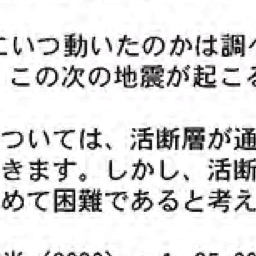 こいつ動いたのかは調べ
この次の地震が起こる
ついては、活断層が通
きます。しかし、活断
めて困難であると考え